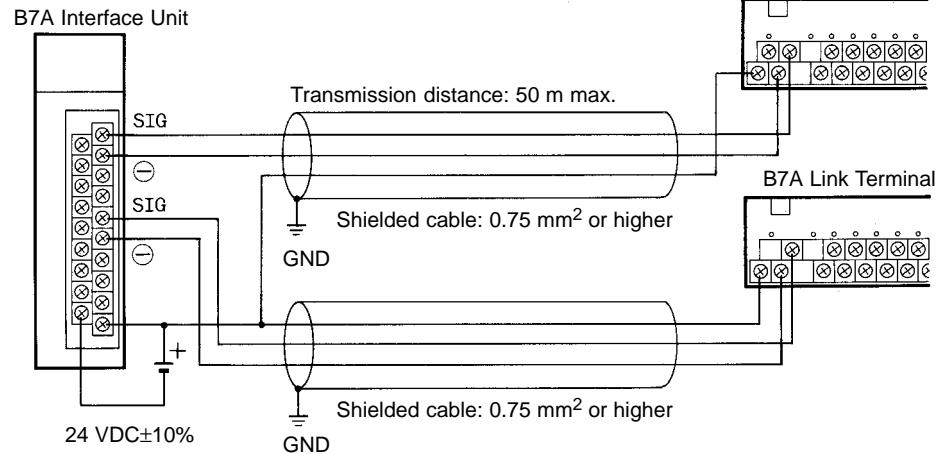 B7A Interface Unit
Transmission distance: 50 m max.
SIG
⊖
B7A Link Terminal
SIG
Shielded cable: 0.75 mm² or higher
⊖
GND
+
Shielded cable: 0.75 mm² or higher
24 VDC±10%
GND